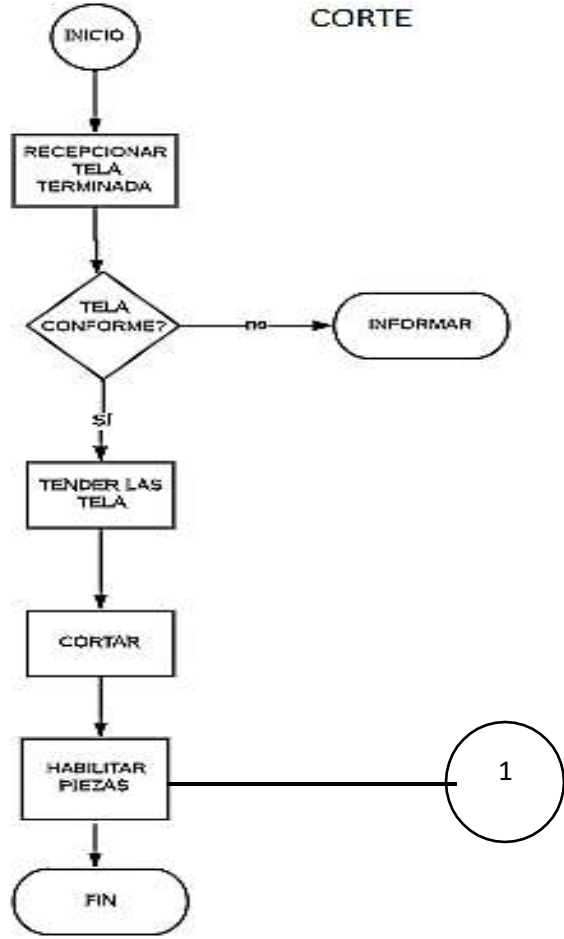 CORTE
INICIO
RECEPCIONAR
TELA
TERMINADA
TELA
CONFORME?
no
INFORMAR
SÍ
TENDER LAS
TELA
CORTAR
HABILITAR
PIEZAS
1
FIN